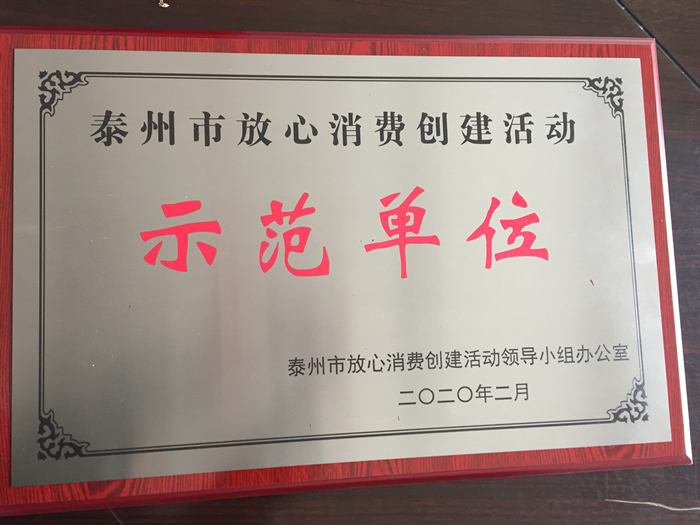 泰州市放心消费创建活动
示范单位
泰州市放心消费创建活动领导小组办公室
二〇二〇年二月